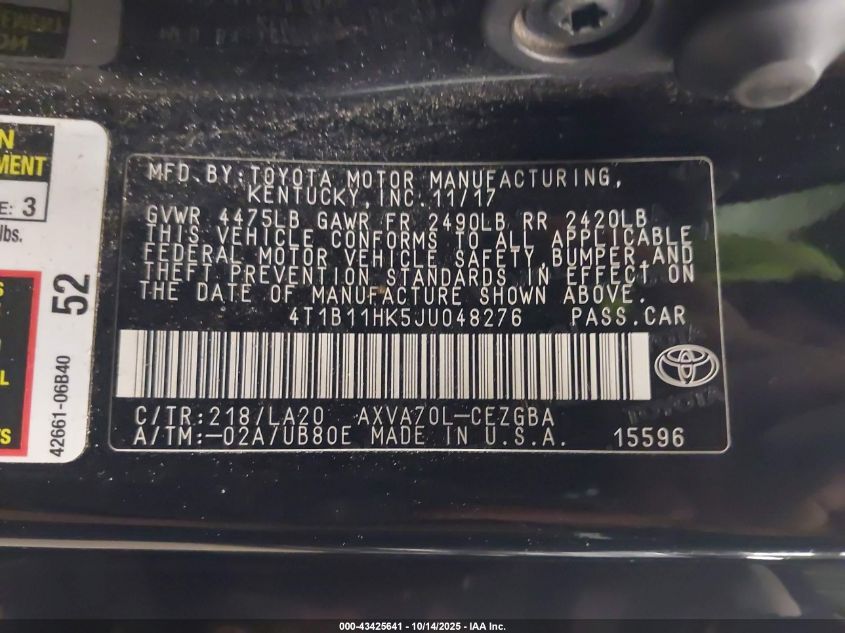 MFD. BY: TOYOTA MOTOR MANUFACTURING,
KENTUCKY, INC. 11/17
GVWR 4475LB GAWR FR 2490LB RR 2420LB
THIS VEHICLE CONFORMS TO ALL APPLICABLE
FEDERAL MOTOR VEHICLE SAFETY, BUMPER, AND
THEFT PREVENTION STANDARDS IN EFFECT ON
THE DATE OF MANUFACTURE SHOWN ABOVE.
4T1B11HK5JU048276 PASS. CAR
C/TR: 218/LA20 AXVA70L-CEZGBA
A/TM: -02A/UB80E MADE IN U.S.A. 15596
E: 3
lbs.
52
42661-06B40
000-43425641 - 10/14/2025 - IAA Inc.